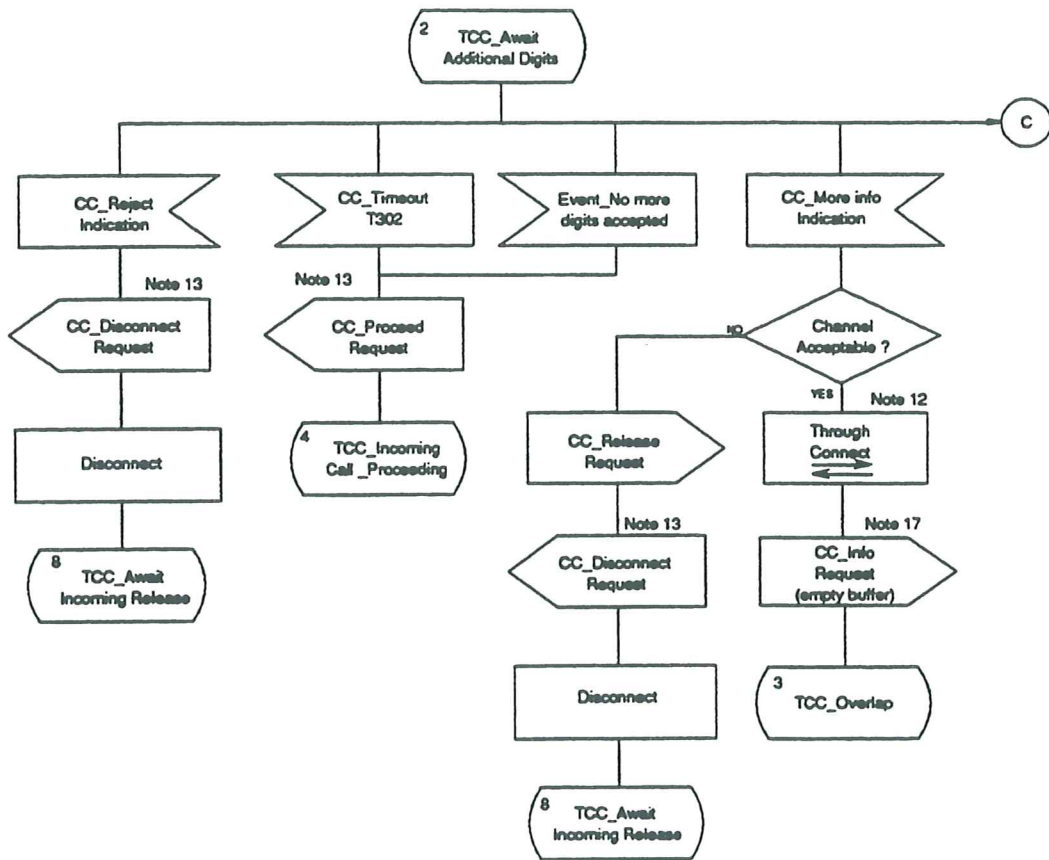 2
TCC_Await
Additional Digits
C
CC_Reject
Indication
CC_Timeout
T302
Event_No more
digits accepted
CC_More info
Indication
Note 13
CC_Disconnect
Request
Note 13
CC_Proceed
Request
Channel
Acceptable ?
NO
YES
Note 12
Disconnect
4
TCC_Incoming
Call _Proceeding
CC_Release
Request
Through
Connect
8
TCC_Await
Incoming Release
Note 13
CC_Disconnect
Request
Note 17
CC_Info
Request
(empty buffer)
Disconnect
3
TCC_Overlap
8
TCC_Await
Incoming Release